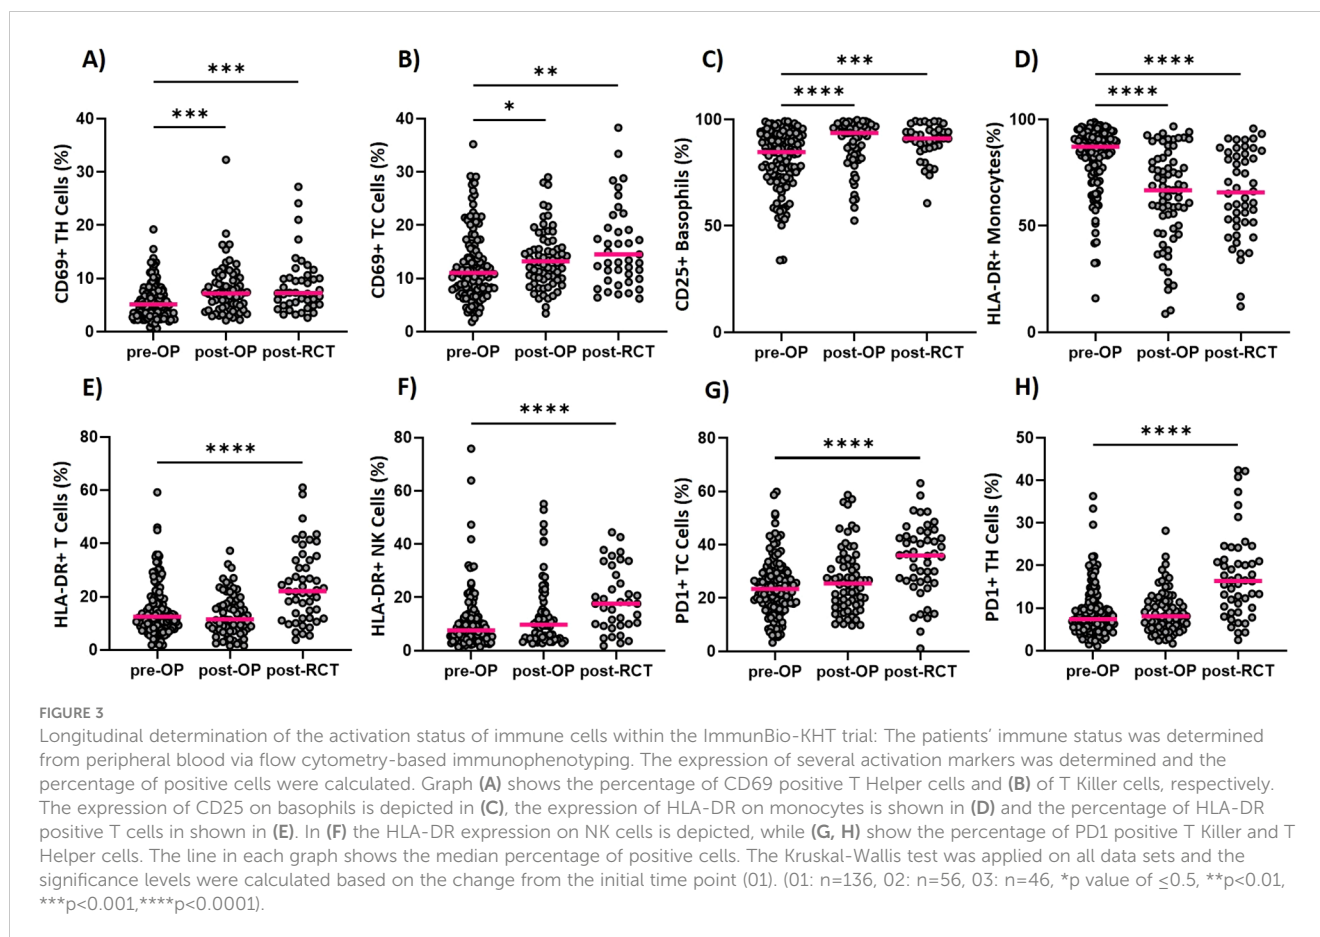 A)
***
***
CD69+ TH Cells (%)
40
30
20
10
0
pre-OP post-OP post-RCT
B)
**
*
CD69+ TC Cells (%)
40
30
20
10
0
pre-OP post-OP post-RCT
C)
***
****
CD25+ Basophils (%)
100
50
0
pre-OP post-OP post-RCT
D)
****
****
HLA-DR+ Monocytes(%)
100
50
0
pre-OP post-OP post-RCT
E)
****
HLA-DR+ T Cells (%)
80
60
40
20
0
pre-OP post-OP post-RCT
F)
****
HLA-DR+ NK Cells (%)
80
60
40
20
0
pre-OP post-OP post-RCT
G)
****
PD1+ TC Cells (%)
80
60
40
20
0
pre-OP post-OP post-RCT
H)
****
PD1+ TH Cells (%)
50
40
30
20
10
0
pre-OP post-OP post-RCT
FIGURE 3
Longitudinal determination of the activation status of immune cells within the ImmunBio-KHT trial: The patients' immune status was determined
from peripheral blood via flow cytometry-based immunophenotyping. The expression of several activation markers was determined and the
percentage of positive cells were calculated. Graph (A) shows the percentage of CD69 positive T Helper cells and (B) of T Killer cells, respectively.
The expression of CD25 on basophils is depicted in (C), the expression of HLA-DR on monocytes is shown in (D) and the percentage of HLA-DR
positive T cells in shown in (E). In (F) the HLA-DR expression on NK cells is depicted, while (G, H) show the percentage of PD1 positive T Killer and T
Helper cells. The line in each graph shows the median percentage of positive cells. The Kruskal-Wallis test was applied on all data sets and the
significance levels were calculated based on the change from the initial time point (01). (01: n=136, 02: n=56, 03: n=46, *p value of ≤0.5, **p<0.01,
***p<0.001,****p<0.0001).